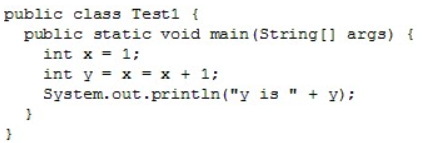 public class Test1 {
  public static void main(String[] args) {
    int x = 1;
    int y = x = x + 1;
    System.out.println("y is " + y);
  }
}